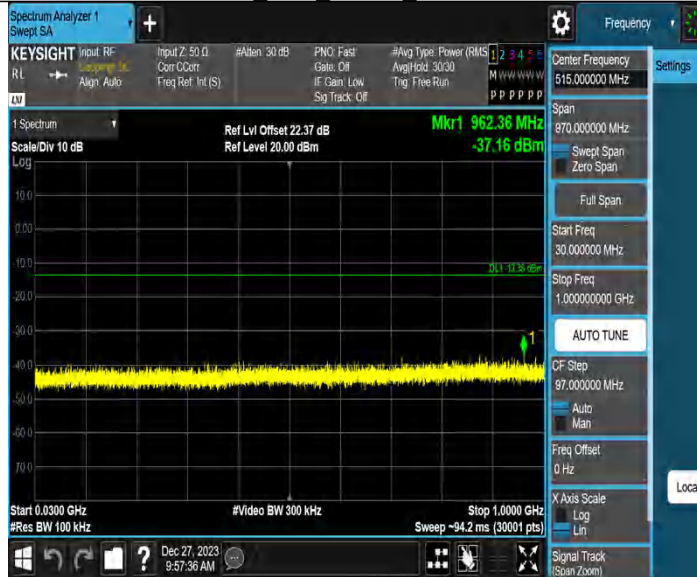 Spectrum Analyzer 1
Swept SA
+
Frequency
KEYSIGHT
Input: RF
RL
Align: Auto
Input Z: 50 Ω
Corr CCorr
Freq Ref: Int (S)
#Atten: 30 dB
PNO: Fast
Gate: Off
IF Gain: Low
Sig Track: Off
#Avg Type: Power (RMS
Avg|Hold: 30/30
Trig: Free Run
1 2 3 4 5 6
M W W W W W
P P P P P P
LNI
1 Spectrum
Scale/Div 10 dB
Log
Ref Lvl Offset 22.37 dB
Ref Level 20.00 dBm
Mkr1 962.36 MHz
-37.16 dBm
10.0
0.00
-10.0
DL1 -13.36 dBm
-20.0
-30.0
1
-40.0
-50.0
-60.0
-70.0
Start 0.0300 GHz
#Res BW 100 kHz
#Video BW 300 kHz
Stop 1.0000 GHz
Sweep ~94.2 ms (30001 pts)
?
Dec 27, 2023
9:57:36 AM
Center Frequency
515.000000 MHz
Settings
Span
970.000000 MHz
Swept Span
Zero Span
Full Span
Start Freq
30.000000 MHz
Stop Freq
1.000000000 GHz
AUTO TUNE
CF Step
97.000000 MHz
Auto
Man
Freq Offset
0 Hz
X Axis Scale
Log
Lin
Loca
Signal Track
(Span Zoom)